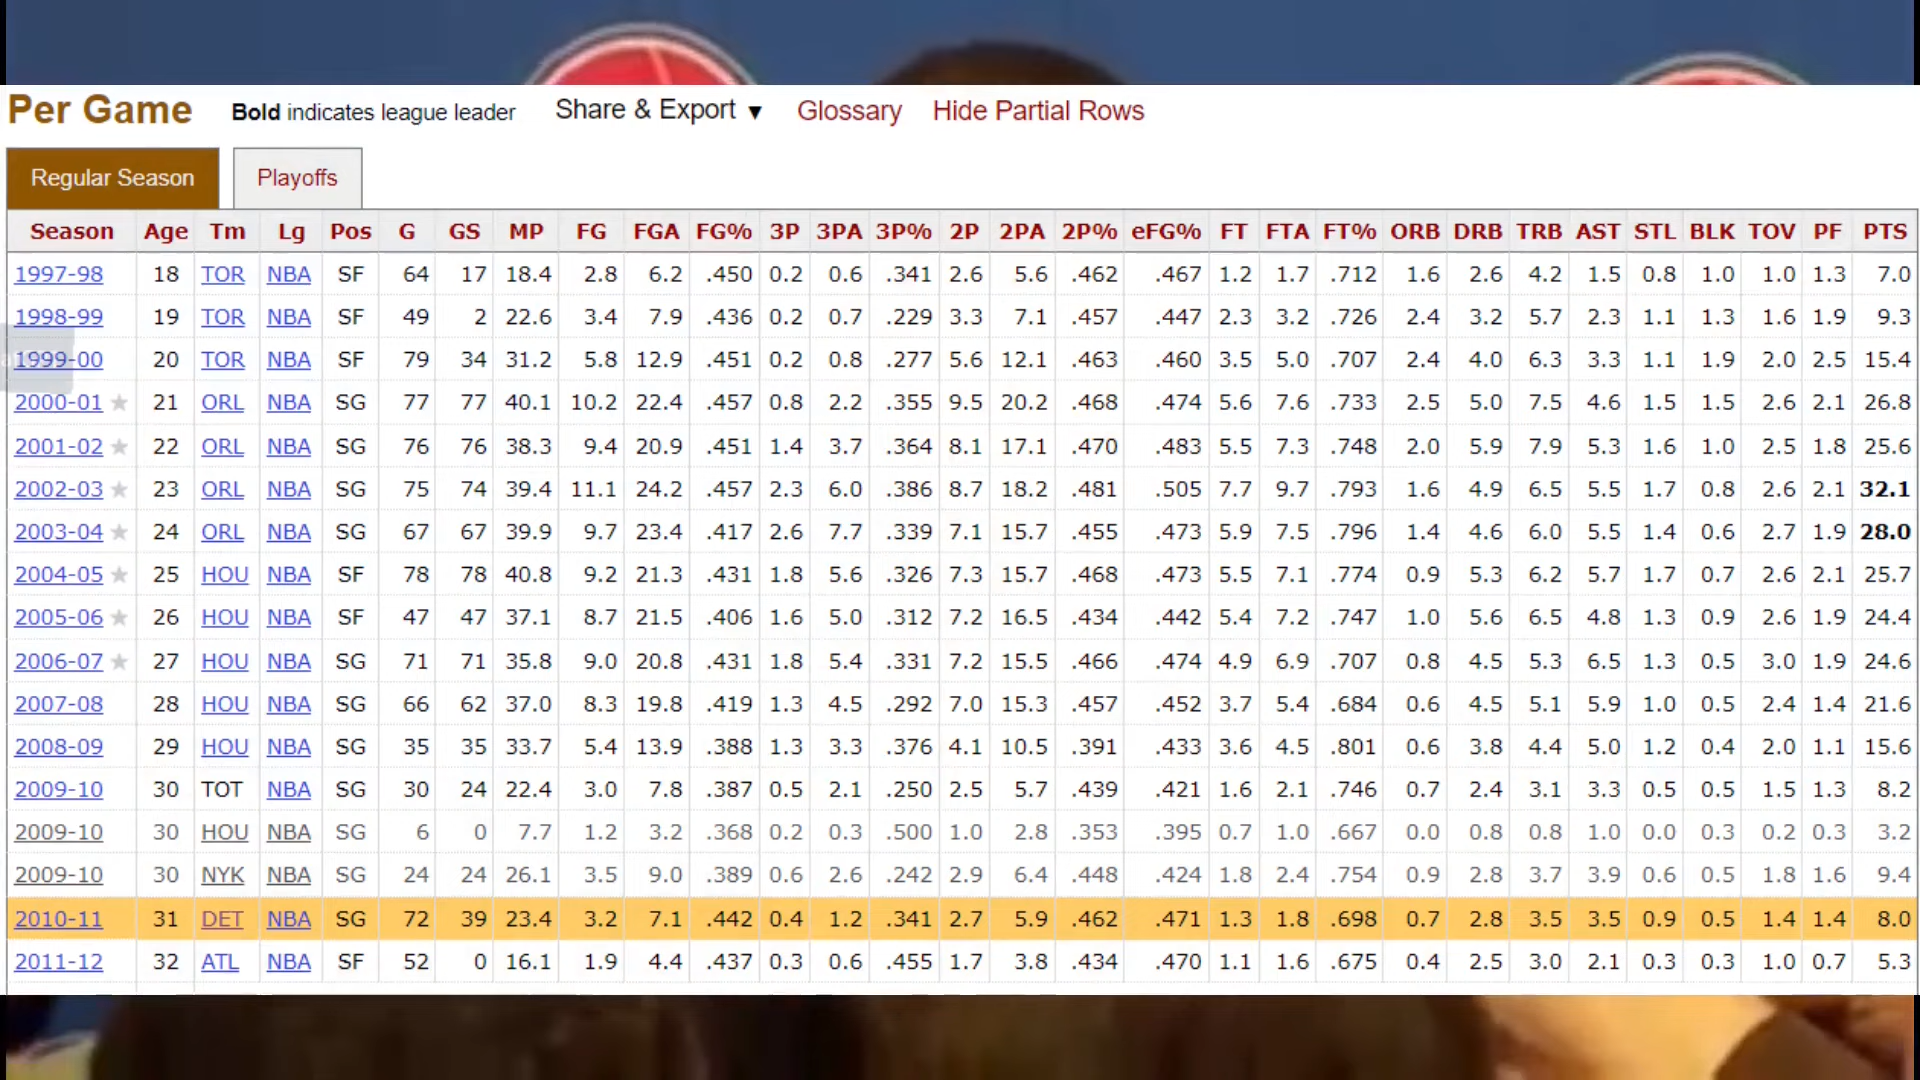 Per Game Bold indicates league leader Share & Export ▼ Glossary Hide Partial Rows
Regular Season Playoffs
Season Age Tm Lg Pos G GS MP FG FGA FG% 3P 3PA 3P% 2P 2PA 2P% eFG% FT FTA FT% ORB DRB TRB AST STL BLK TOV PF PTS
1997-98 18 TOR NBA SF 64 17 18.4 2.8 6.2 .450 0.2 0.6 .341 2.6 5.6 .462 .467 1.2 1.7 .712 1.6 2.6 4.2 1.5 0.8 1.0 1.0 1.3 7.0
1998-99 19 TOR NBA SF 49 2 22.6 3.4 7.9 .436 0.2 0.7 .229 3.3 7.1 .457 .447 2.3 3.2 .726 2.4 3.2 5.7 2.3 1.1 1.3 1.6 1.9 9.3
1999-00 20 TOR NBA SF 79 34 31.2 5.8 12.9 .451 0.2 0.8 .277 5.6 12.1 .463 .460 3.5 5.0 .707 2.4 4.0 6.3 3.3 1.1 1.9 2.0 2.5 15.4
2000-01 ★ 21 ORL NBA SG 77 77 40.1 10.2 22.4 .457 0.8 2.2 .355 9.5 20.2 .468 .474 5.6 7.6 .733 2.5 5.0 7.5 4.6 1.5 1.5 2.6 2.1 26.8
2001-02 ★ 22 ORL NBA SG 76 76 38.3 9.4 20.9 .451 1.4 3.7 .364 8.1 17.1 .470 .483 5.5 7.3 .748 2.0 5.9 7.9 5.3 1.6 1.0 2.5 1.8 25.6
2002-03 ★ 23 ORL NBA SG 75 74 39.4 11.1 24.2 .457 2.3 6.0 .386 8.7 18.2 .481 .505 7.7 9.7 .793 1.6 4.9 6.5 5.5 1.7 0.8 2.6 2.1 32.1
2003-04 ★ 24 ORL NBA SG 67 67 39.9 9.7 23.4 .417 2.6 7.7 .339 7.1 15.7 .455 .473 5.9 7.5 .796 1.4 4.6 6.0 5.5 1.4 0.6 2.7 1.9 28.0
2004-05 ★ 25 HOU NBA SF 78 78 40.8 9.2 21.3 .431 1.8 5.6 .326 7.3 15.7 .468 .473 5.5 7.1 .774 0.9 5.3 6.2 5.7 1.7 0.7 2.6 2.1 25.7
2005-06 ★ 26 HOU NBA SF 47 47 37.1 8.7 21.5 .406 1.6 5.0 .312 7.2 16.5 .434 .442 5.4 7.2 .747 1.0 5.6 6.5 4.8 1.3 0.9 2.6 1.9 24.4
2006-07 ★ 27 HOU NBA SG 71 71 35.8 9.0 20.8 .431 1.8 5.4 .331 7.2 15.5 .466 .474 4.9 6.9 .707 0.8 4.5 5.3 6.5 1.3 0.5 3.0 1.9 24.6
2007-08 28 HOU NBA SG 66 62 37.0 8.3 19.8 .419 1.3 4.5 .292 7.0 15.3 .457 .452 3.7 5.4 .684 0.6 4.5 5.1 5.9 1.0 0.5 2.4 1.4 21.6
2008-09 29 HOU NBA SG 35 35 33.7 5.4 13.9 .388 1.3 3.3 .376 4.1 10.5 .391 .433 3.6 4.5 .801 0.6 3.8 4.4 5.0 1.2 0.4 2.0 1.1 15.6
2009-10 30 TOT NBA SG 30 24 22.4 3.0 7.8 .387 0.5 2.1 .250 2.5 5.7 .439 .421 1.6 2.1 .746 0.7 2.4 3.1 3.3 0.5 0.5 1.5 1.3 8.2
2009-10 30 HOU NBA SG 6 0 7.7 1.2 3.2 .368 0.2 0.3 .500 1.0 2.8 .353 .395 0.7 1.0 .667 0.0 0.8 0.8 1.0 0.0 0.3 0.2 0.3 3.2
2009-10 30 NYK NBA SG 24 24 26.1 3.5 9.0 .389 0.6 2.6 .242 2.9 6.4 .448 .424 1.8 2.4 .754 0.9 2.8 3.7 3.9 0.6 0.5 1.8 1.6 9.4
2010-11 31 DET NBA SG 72 39 23.4 3.2 7.1 .442 0.4 1.2 .341 2.7 5.9 .462 .471 1.3 1.8 .698 0.7 2.8 3.5 3.5 0.9 0.5 1.4 1.4 8.0
2011-12 32 ATL NBA SF 52 0 16.1 1.9 4.4 .437 0.3 0.6 .455 1.7 3.8 .434 .470 1.1 1.6 .675 0.4 2.5 3.0 2.1 0.3 0.3 1.0 0.7 5.3